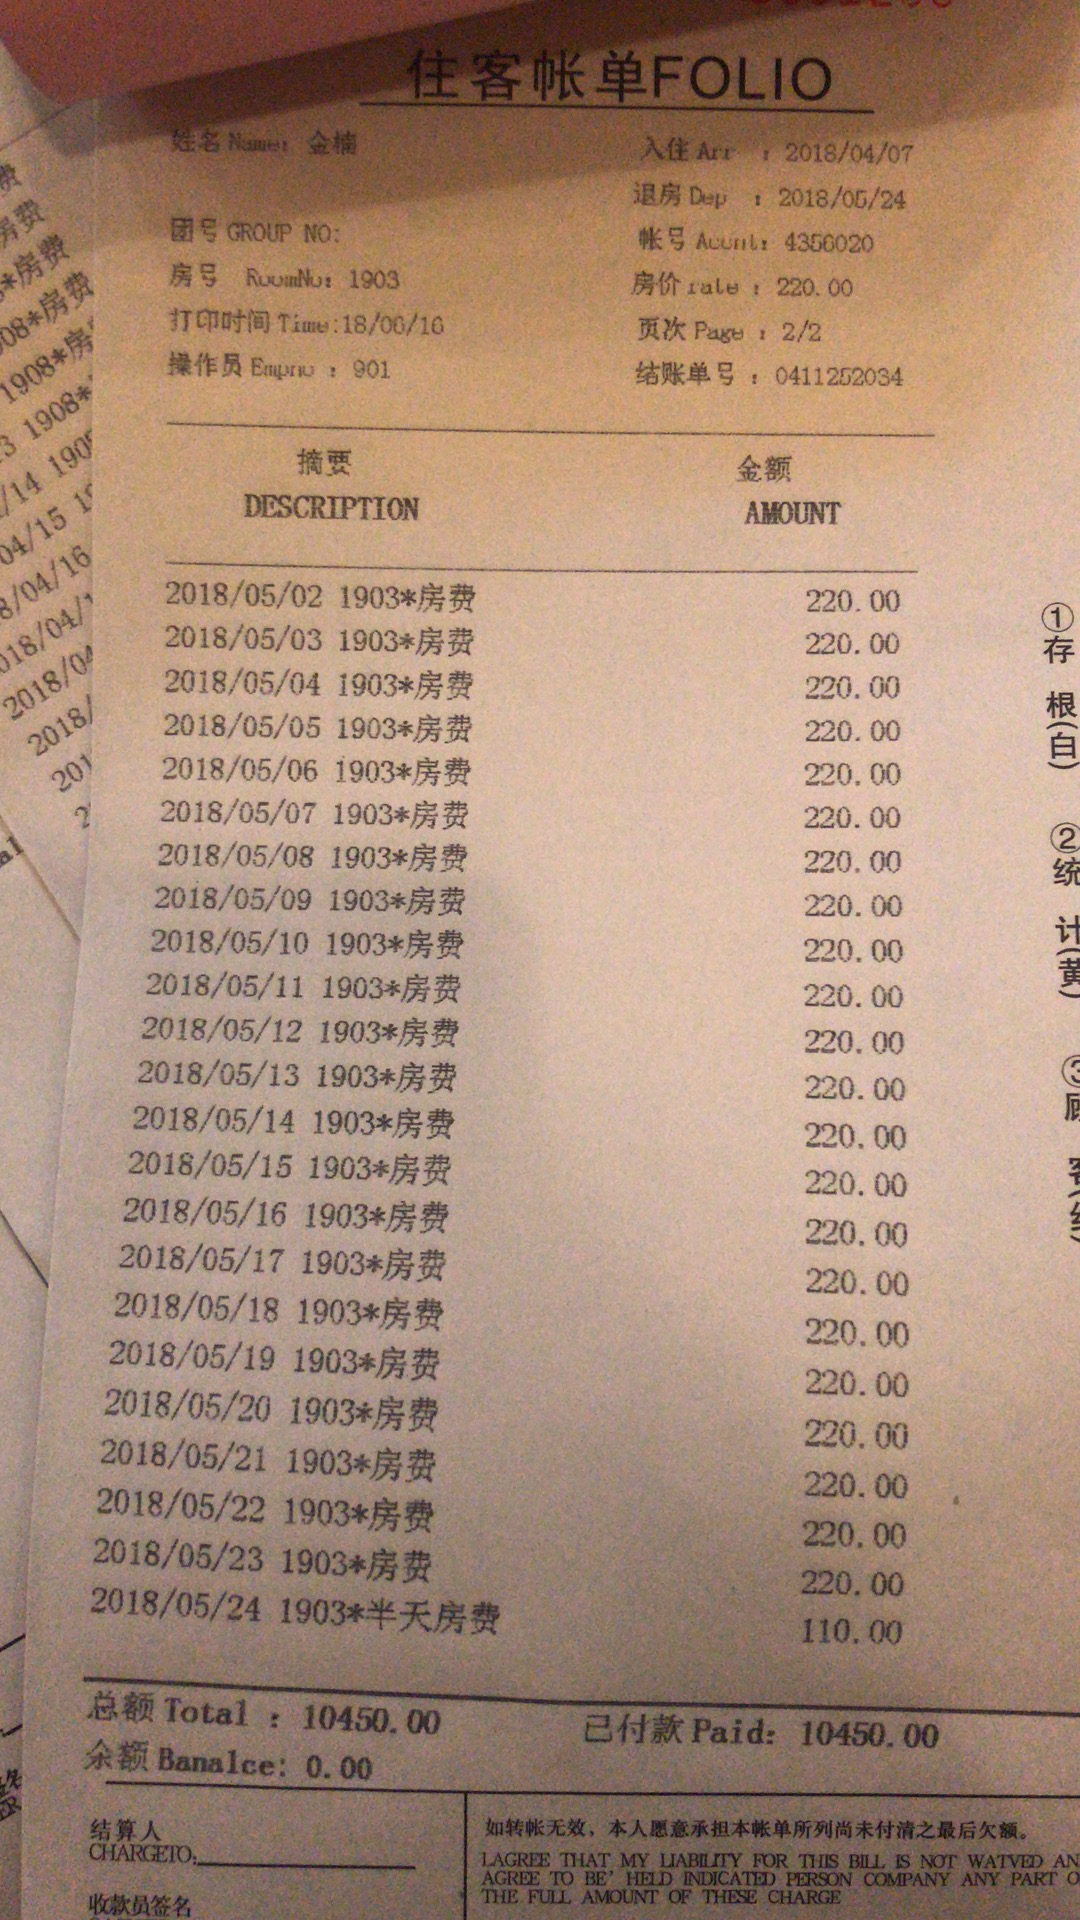 住客帐单FOLIO
姓名 Name: 金楠
入住 Arr : 2018/04/07
退房 Dep : 2018/05/24
团号 GROUP NO:
帐号 Acunt: 4356020
房号 RoomNo: 1903
房价 rate : 220.00
打印时间 Time:18/06/16
页次 Page : 2/2
操作员 Empno : 901
结账单号 : 0411252034
摘要 金额
DESCRIPTION AMOUNT
2018/05/02 1903*房费 220.00
2018/05/03 1903*房费 220.00
2018/05/04 1903*房费 220.00
2018/05/05 1903*房费 220.00
2018/05/06 1903*房费 220.00
2018/05/07 1903*房费 220.00
2018/05/08 1903*房费 220.00
2018/05/09 1903*房费 220.00
2018/05/10 1903*房费 220.00
2018/05/11 1903*房费 220.00
2018/05/12 1903*房费 220.00
2018/05/13 1903*房费 220.00
2018/05/14 1903*房费 220.00
2018/05/15 1903*房费 220.00
2018/05/16 1903*房费 220.00
2018/05/17 1903*房费 220.00
2018/05/18 1903*房费 220.00
2018/05/19 1903*房费 220.00
2018/05/20 1903*房费 220.00
2018/05/21 1903*房费 220.00
2018/05/22 1903*房费 220.00
2018/05/23 1903*房费 220.00
2018/05/24 1903*半天房费 110.00
总额 Total : 10450.00 已付款 Paid: 10450.00
余额 Banalce: 0.00
结算人
CHARGETO:
收款员签名
如转帐无效，本人愿意承担本帐单所列尚未付清之最后欠额。
LAGREE THAT MY LIABILITY FOR THIS BILL IS NOT WATVED AN
AGREE TO BE' HELD INDICATED PERSON COMPANY ANY PART O
THE FULL AMOUNT OF THESE CHARGE
①存根(白)
②统计(黄)
③顾客(红)